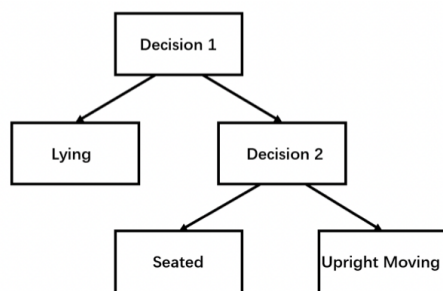 Decision 1
Lying
Decision 2
Seated
Upright Moving